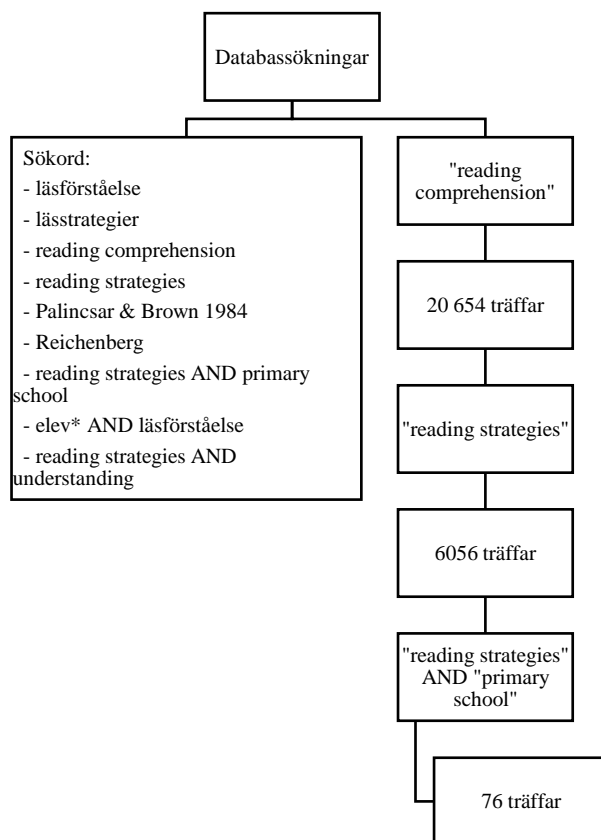 Databassökningar
Sökord:
- läsförståelse
- lässtrategier
- reading comprehension
- reading strategies
- Palincsar & Brown 1984
- Reichenberg
- reading strategies AND primary
school
- elev* AND läsförståelse
- reading strategies AND
understanding
"reading
comprehension"
20 654 träffar
"reading strategies"
6056 träffar
"reading strategies"
AND "primary
school"
76 träffar